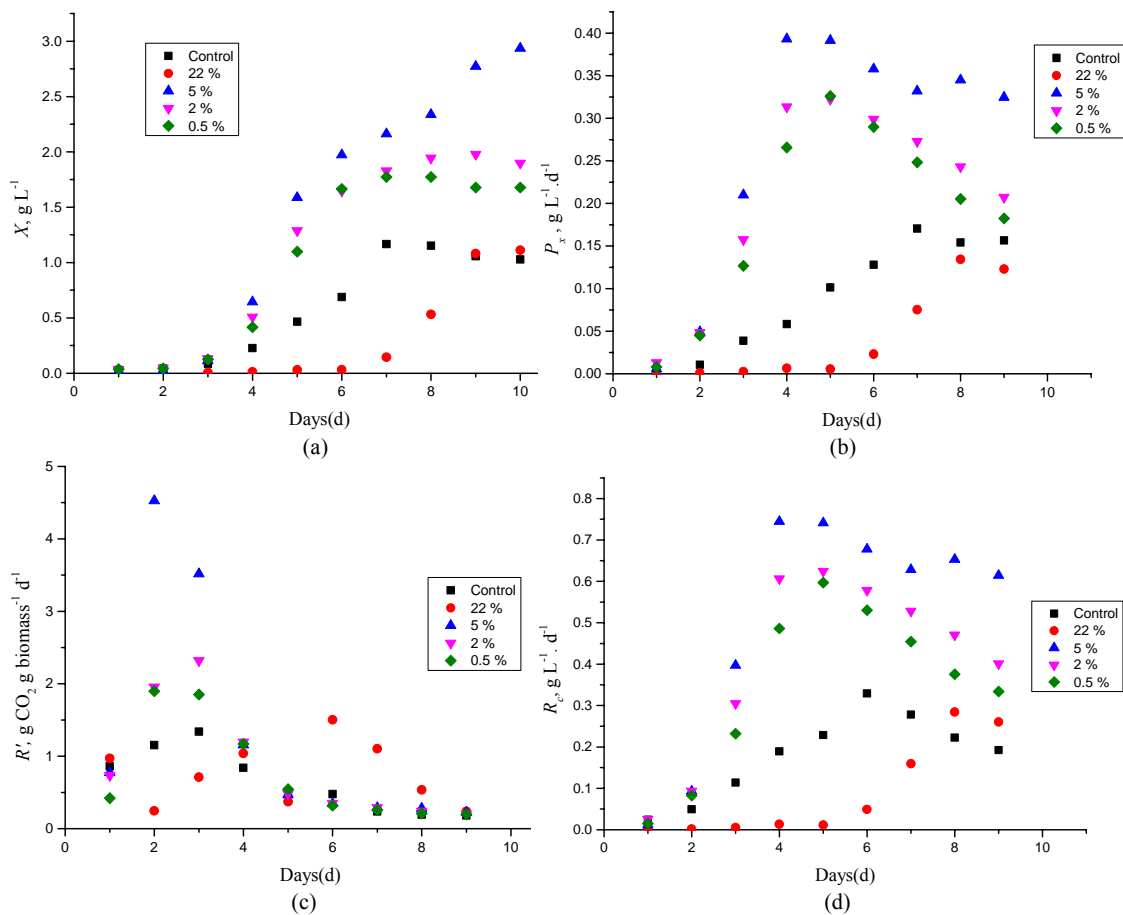 3.0
2.5
2.0
1.5
1.0
0.5
0.0
X, g L-1
Control
22 %
5 %
2 %
0.5 %
0 2 4 6 8 10
Days(d)
(a)
0.40
0.35
0.30
0.25
0.20
0.15
0.10
0.05
0.00
Px , g L-1.d-1
Control
22 %
5 %
2 %
0.5 %
0 2 4 6 8 10
Days(d)
(b)
5
4
3
2
1
0
R', g CO2 g biomass-1 d-1
Control
22 %
5 %
2 %
0.5 %
0 2 4 6 8 10
Days(d)
(c)
0.8
0.7
0.6
0.5
0.4
0.3
0.2
0.1
0.0
Rc, g L-1. d-1
Control
22 %
5 %
2 %
0.5 %
0 2 4 6 8 10
Days(d)
(d)